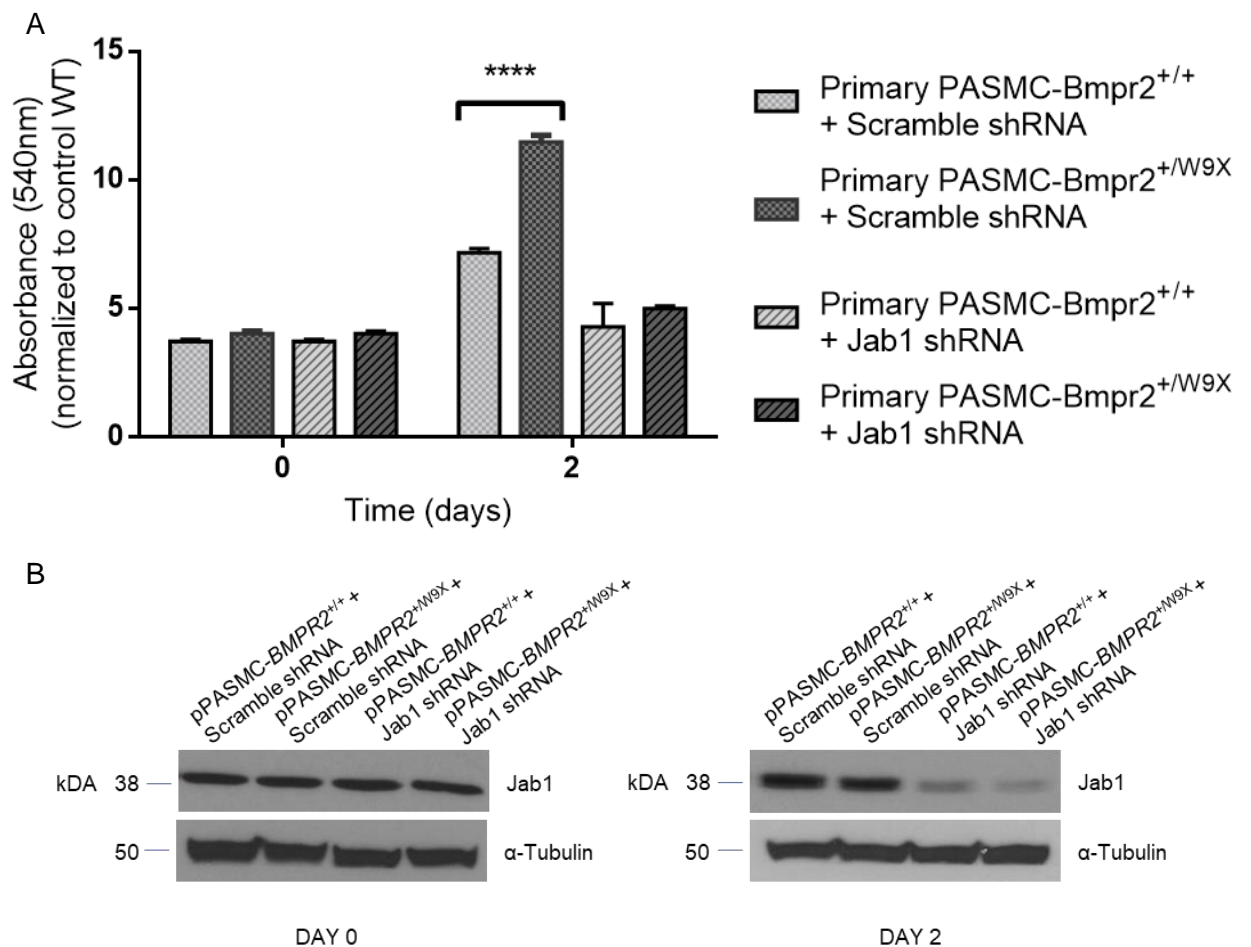 A
15
10
5
0
Absorbance (540nm)
(normalized to control WT)
****
0
2
Time (days)
Primary PASMC-Bmpr2+/+
+ Scramble shRNA
Primary PASMC-Bmpr2+/W9X
+ Scramble shRNA
Primary PASMC-Bmpr2+/+
+ Jab1 shRNA
Primary PASMC-Bmpr2+/W9X
+ Jab1 shRNA
B
pPASMC-BMPR2+/+ +
Scramble shRNA
pPASMC-BMPR2+/W9X +
Scramble shRNA
pPASMC-BMPR2+/+ +
Jab1 shRNA
pPASMC-BMPR2+/W9X +
Jab1 shRNA
kDA 38
Jab1
50
α-Tubulin
DAY 0
pPASMC-BMPR2+/+ +
Scramble shRNA
pPASMC-BMPR2+/W9X +
Scramble shRNA
pPASMC-BMPR2+/+ +
Jab1 shRNA
pPASMC-BMPR2+/W9X +
Jab1 shRNA
kDA 38
Jab1
50
α-Tubulin
DAY 2